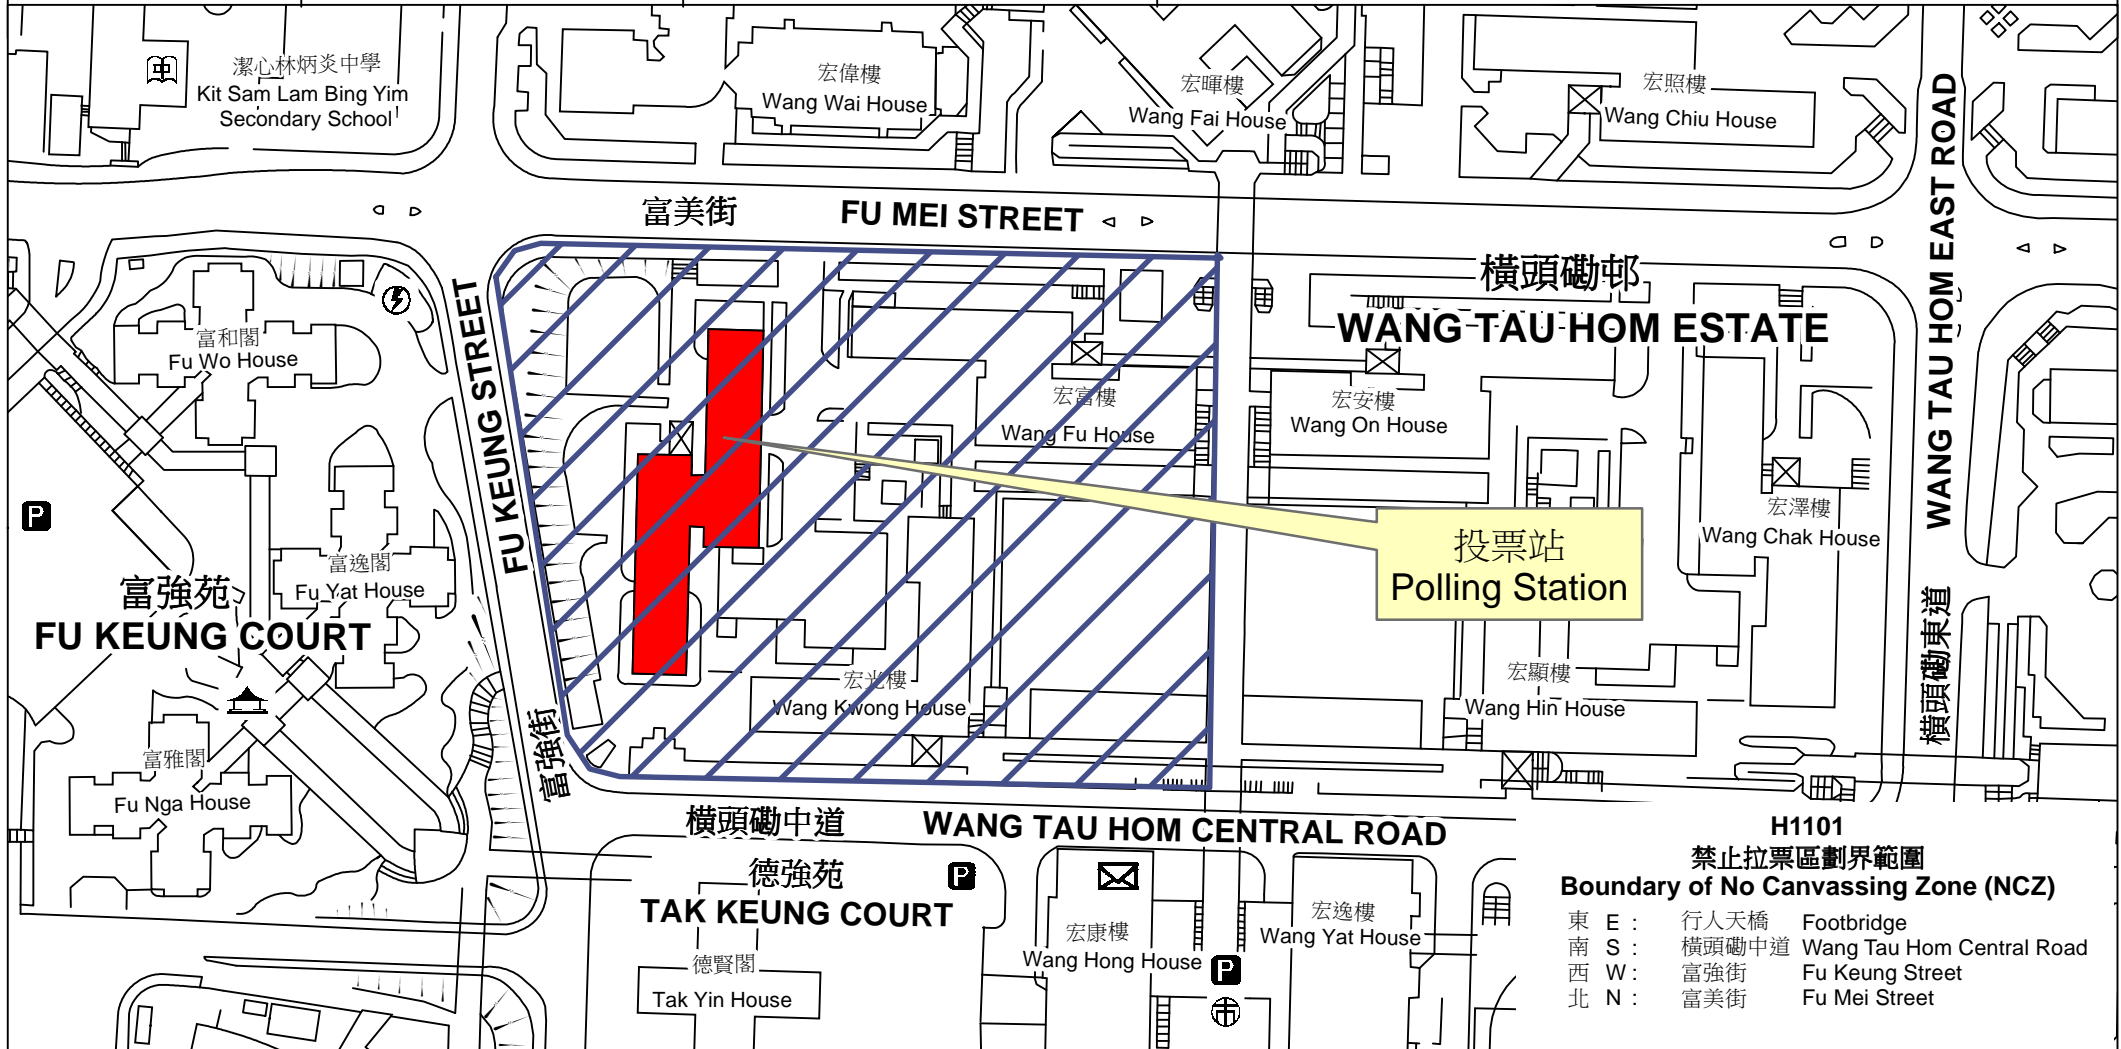 潔心林炳炎中學
Kit Sam Lam Bing Yim
Secondary School
宏偉樓
Wang Wai House
宏暉樓
Wang Fai House
宏照樓
Wang Chiu House
富美街 FU MEI STREET
WANG TAU HOM EAST ROAD
橫頭磡東道
橫頭磡邨
WANG TAU HOM ESTATE
FU KEUNG STREET
富強街
富和閣
Fu Wo House
宏富樓
Wang Fu House
宏安樓
Wang On House
P
富逸閣
Fu Yat House
富強苑
FU KEUNG COURT
投票站
Polling Station
宏澤樓
Wang Chak House
宏光樓
Wang Kwong House
宏顯樓
Wang Hin House
富雅閣
Fu Nga House
橫頭磡中道 WANG TAU HOM CENTRAL ROAD
德強苑
TAK KEUNG COURT
P
德賢閣
Tak Yin House
宏康樓
Wang Hong House
宏逸樓
Wang Yat House
P
市
H1101
禁止拉票區劃界範圍
Boundary of No Canvassing Zone (NCZ)
東 E : 行人天橋 Footbridge
南 S : 橫頭磡中道 Wang Tau Hom Central Road
西 W : 富強街 Fu Keung Street
北 N : 富美街 Fu Mei Street